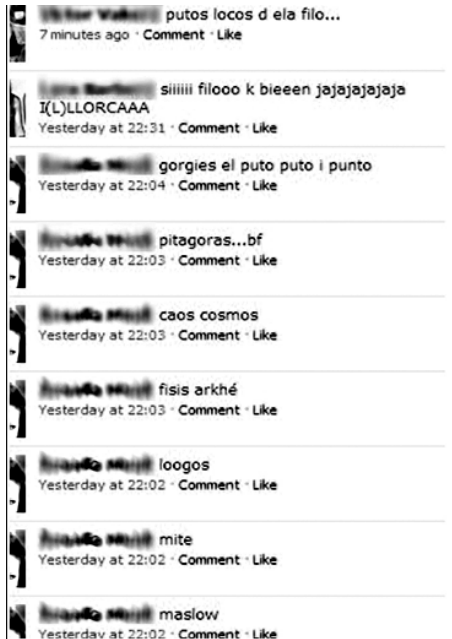 putos locos d ela filo...
7 minutes ago · Comment · Like
siiiiii filooo k bieeen jajajajajaja
I(L)LLORCAAA
Yesterday at 22:31 · Comment · Like
gorgies el puto puto i punto
Yesterday at 22:04 · Comment · Like
pitagoras...bf
Yesterday at 22:03 · Comment · Like
caos cosmos
Yesterday at 22:03 · Comment · Like
fisis arkhé
Yesterday at 22:03 · Comment · Like
loogos
Yesterday at 22:02 · Comment · Like
mite
Yesterday at 22:02 · Comment · Like
maslow
Yesterday at 22:02 · Comment · Like